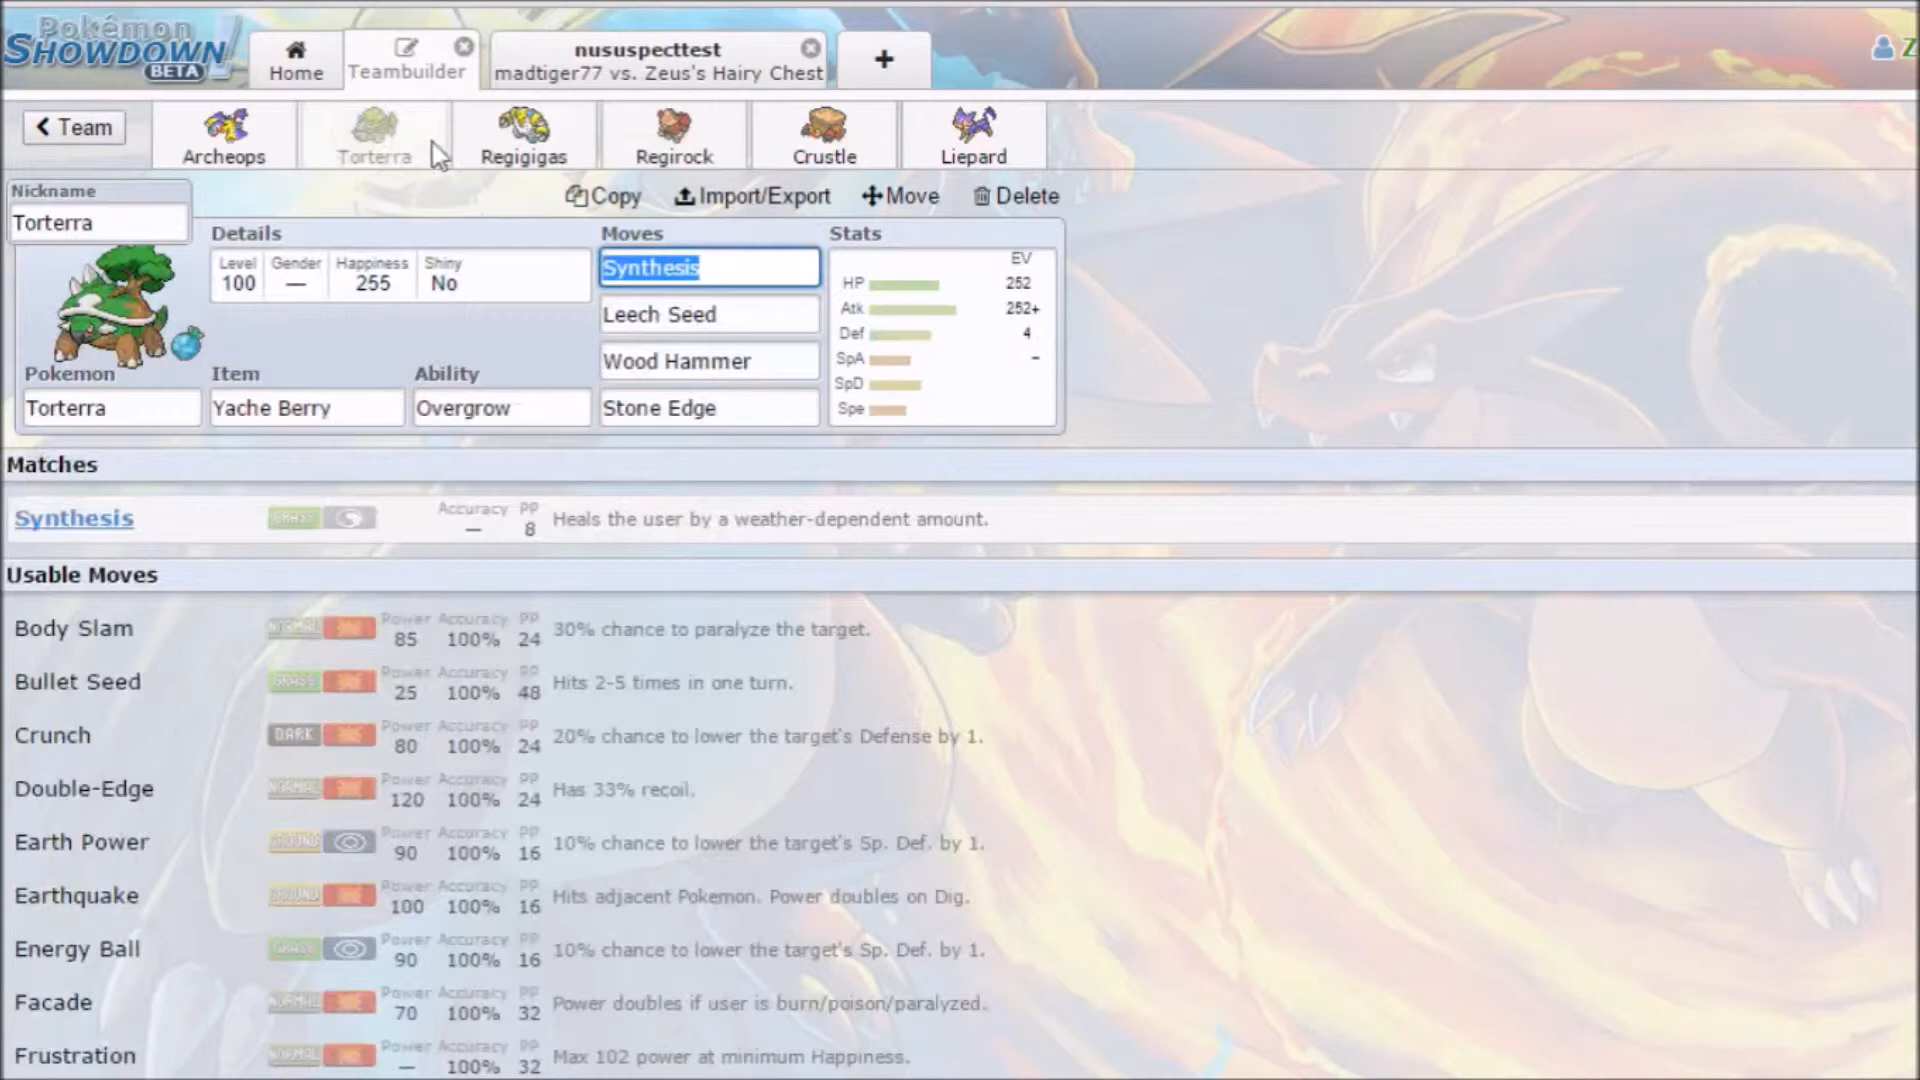 Pokémon
SHOWDOWN!
BETA
Home
Teambuilder
nususpecttest
madtiger77 vs. Zeus's Hairy Chest
+
Z
Team
Archeops
Torterra
Regigigas
Regirock
Crustle
Liepard
Nickname
Torterra
Copy
Import/Export
Move
Delete
Details
Moves
Stats
Level
100
Gender
—
Happiness
255
Shiny
No
Synthesis
Leech Seed
Wood Hammer
Stone Edge
EV
HP 252
Atk 252+
Def 4
SpA –
SpD
Spe
Pokemon
Torterra
Item
Yache Berry
Ability
Overgrow
Matches
Synthesis GRASS Accuracy — PP 8 Heals the user by a weather-dependent amount.
Usable Moves
Body Slam NORMAL Power 85 Accuracy 100% PP 24 30% chance to paralyze the target.
Bullet Seed GRASS Power 25 Accuracy 100% PP 48 Hits 2-5 times in one turn.
Crunch DARK Power 80 Accuracy 100% PP 24 20% chance to lower the target's Defense by 1.
Double-Edge NORMAL Power 120 Accuracy 100% PP 24 Has 33% recoil.
Earth Power GROUND Power 90 Accuracy 100% PP 16 10% chance to lower the target's Sp. Def. by 1.
Earthquake GROUND Power 100 Accuracy 100% PP 16 Hits adjacent Pokemon. Power doubles on Dig.
Energy Ball GRASS Power 90 Accuracy 100% PP 16 10% chance to lower the target's Sp. Def. by 1.
Facade NORMAL Power 70 Accuracy 100% PP 32 Power doubles if user is burn/poison/paralyzed.
Frustration NORMAL Power — Accuracy 100% PP 32 Max 102 power at minimum Happiness.